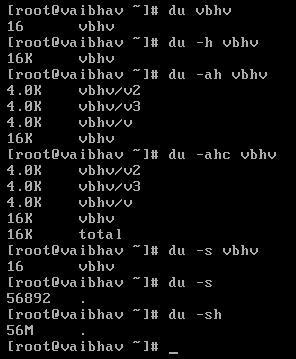 [root@vaibhav ~]# du vbhv
16 vbhv
[root@vaibhav ~]# du -h vbhv
16K vbhv
[root@vaibhav ~]# du -ah vbhv
4.0K vbhv/v2
4.0K vbhv/v3
4.0K vbhv/v
16K vbhv
[root@vaibhav ~]# du -ahc vbhv
4.0K vbhv/v2
4.0K vbhv/v3
4.0K vbhv/v
16K vbhv
16K total
[root@vaibhav ~]# du -s vbhv
16 vbhv
[root@vaibhav ~]# du -s
56892 .
[root@vaibhav ~]# du -sh
56M .
[root@vaibhav ~]# _